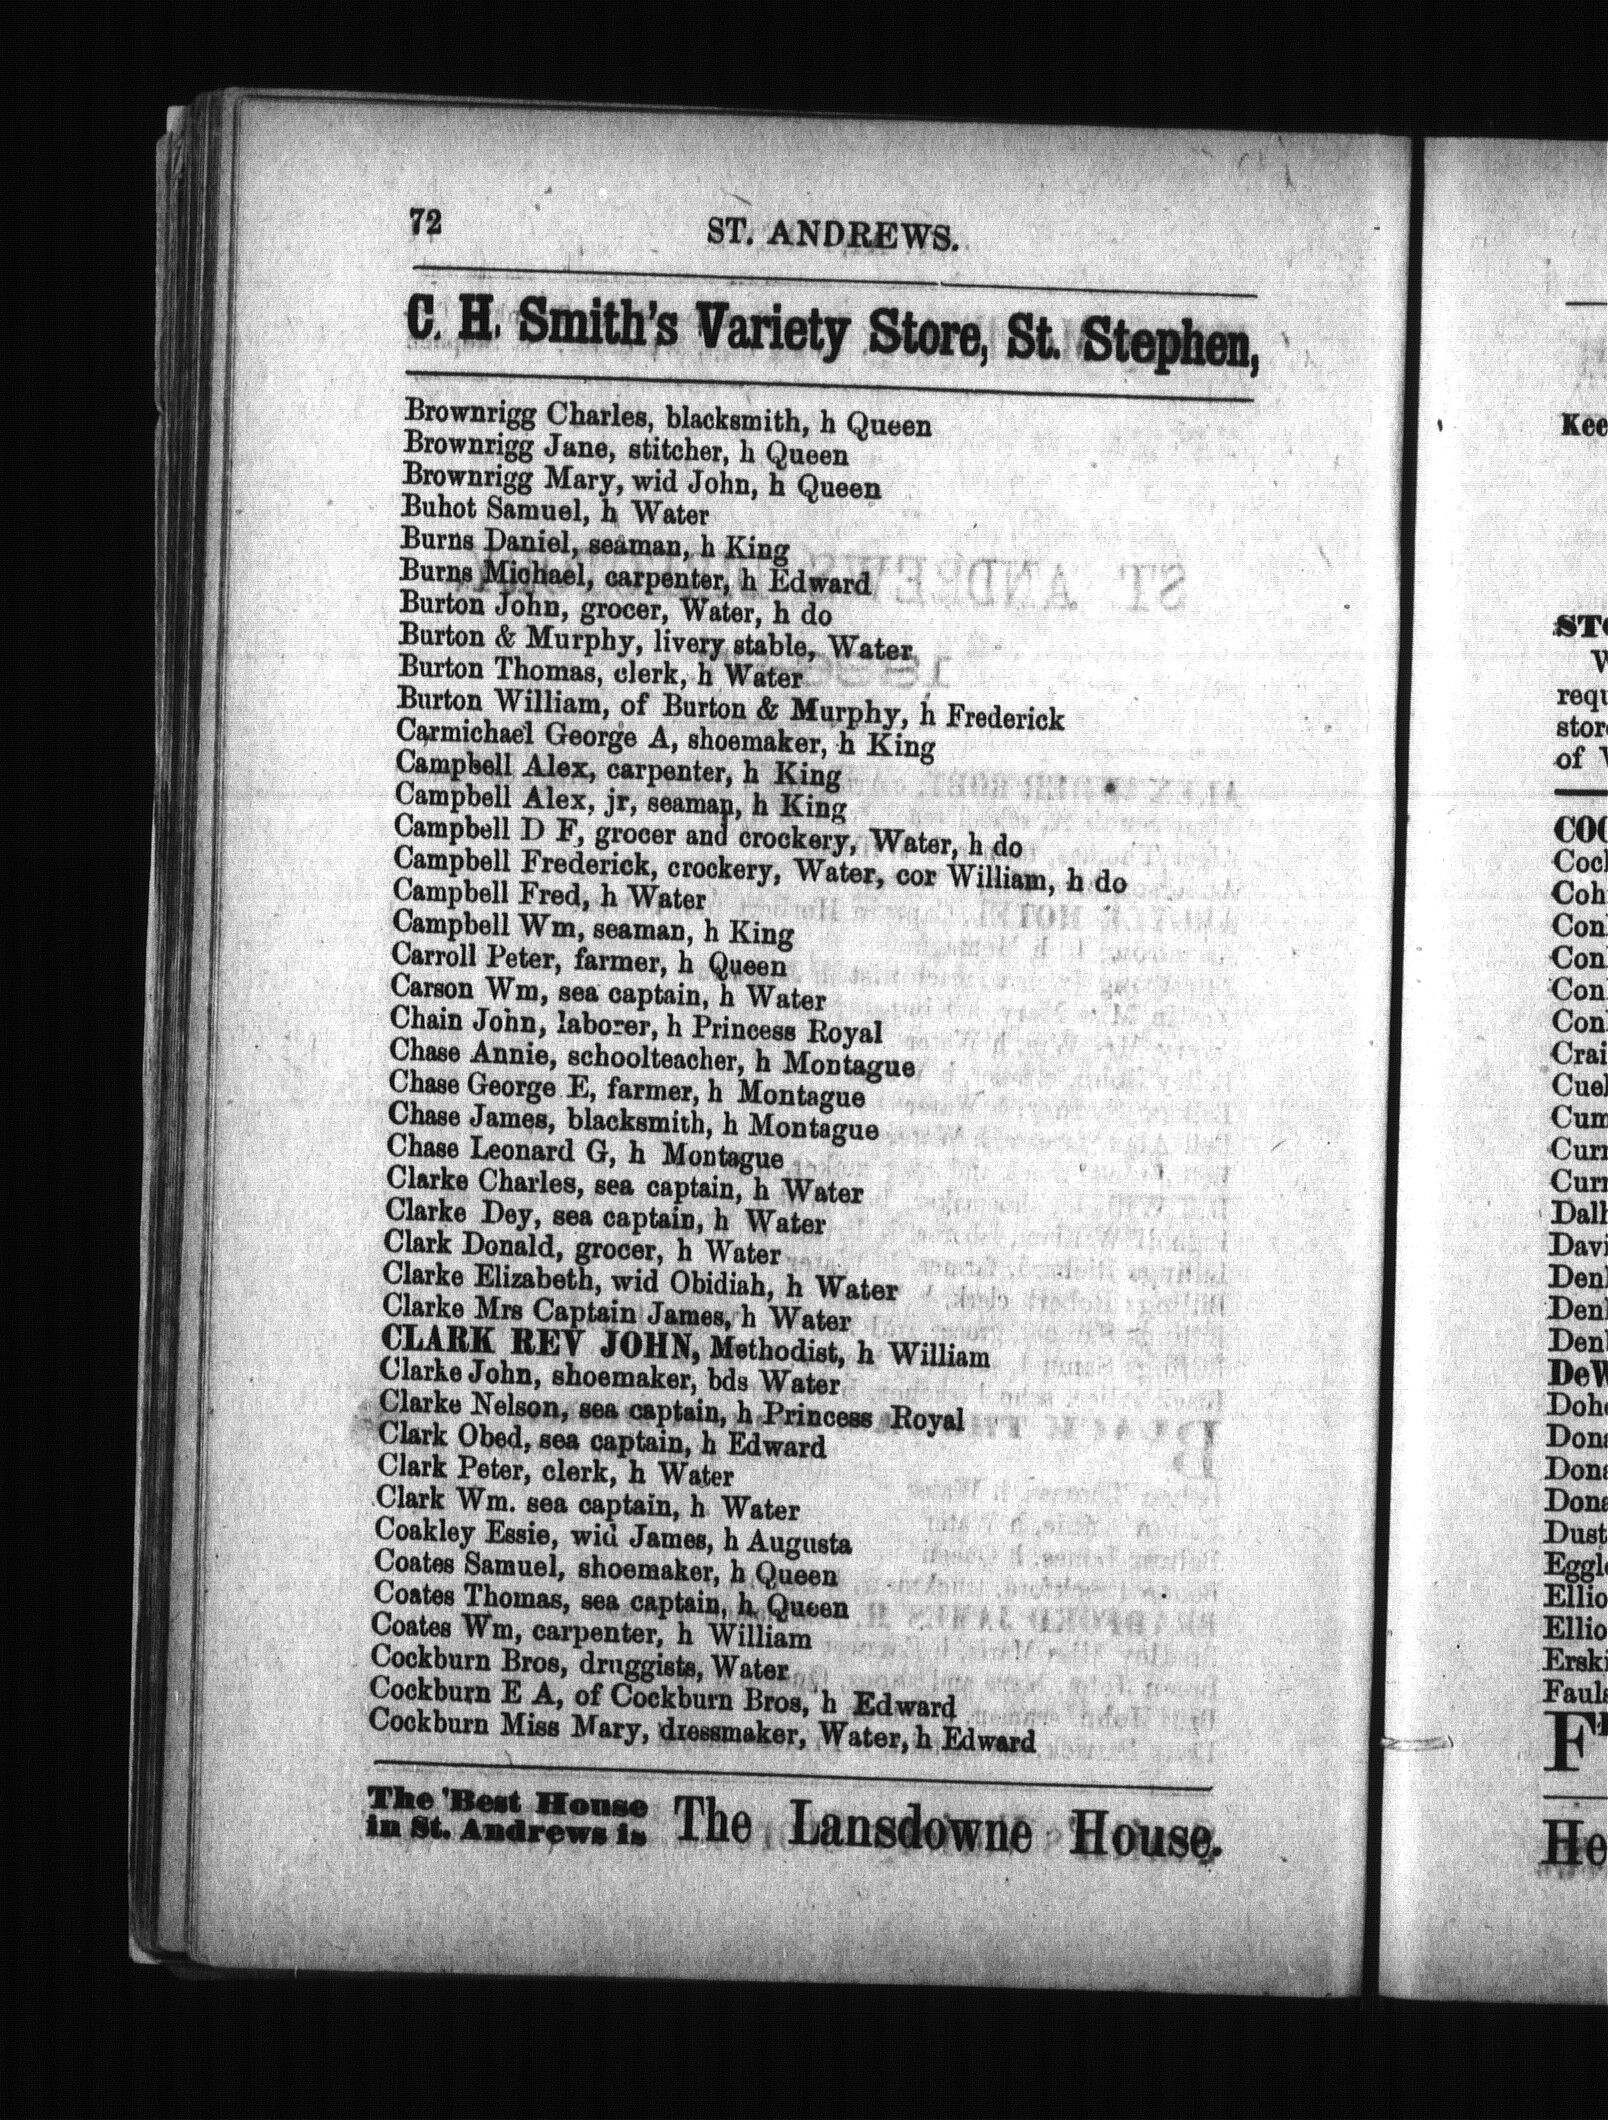 72
ST. ANDREWS.
C. H. Smith's Variety Store, St. Stephen,
Brownrigg Charles, blacksmith, h Queen
Brownrigg Jane, stitcher, h Queen
Brownrigg Mary, wid John, h Queen
Buhot Samuel, h Water
Burns Daniel, seaman, h King
Burns Michael, carpenter, h Edward
Burton John, grocer, Water, h do
Burton & Murphy, livery stable, Water
Burton Thomas, clerk, h Water
Burton William, of Burton & Murphy, h Frederick
Carmichael George A, shoemaker, h King
Campbell Alex, carpenter, h King
Campbell Alex, jr, seaman, h King
Campbell D F, grocer and crockery, Water, h do
Campbell Frederick, crockery, Water, cor William, h do
Campbell Fred, h Water
Campbell Wm, seaman, h King
Carroll Peter, farmer, h Queen
Carson Wm, sea captain, h Water
Chain John, laborer, h Princess Royal
Chase Annie, schoolteacher, h Montague
Chase George E, farmer, h Montague
Chase James, blacksmith, h Montague
Chase Leonard G, h Montague
Clarke Charles, sea captain, h Water
Clarke Dey, sea captain, h Water
Clark Donald, grocer, h Water
Clarke Elizabeth, wid Obidiah, h Water
Clarke Mrs Captain James, h Water
CLARK REV JOHN, Methodist, h William
Clarke John, shoemaker, bds Water
Clarke Nelson, sea captain, h Princess Royal
Clark Obed, sea captain, h Edward
Clark Peter, clerk, h Water
Clark Wm. sea captain, h Water
Coakley Essie, wid James, h Augusta
Coates Samuel, shoemaker, h Queen
Coates Thomas, sea captain, h Queen
Coates Wm, carpenter, h William
Cockburn Bros, druggists, Water
Cockburn E A, of Cockburn Bros, h Edward
Cockburn Miss Mary, dressmaker, Water, h Edward
The Best House
in St. Andrews is
The Lansdowne House.